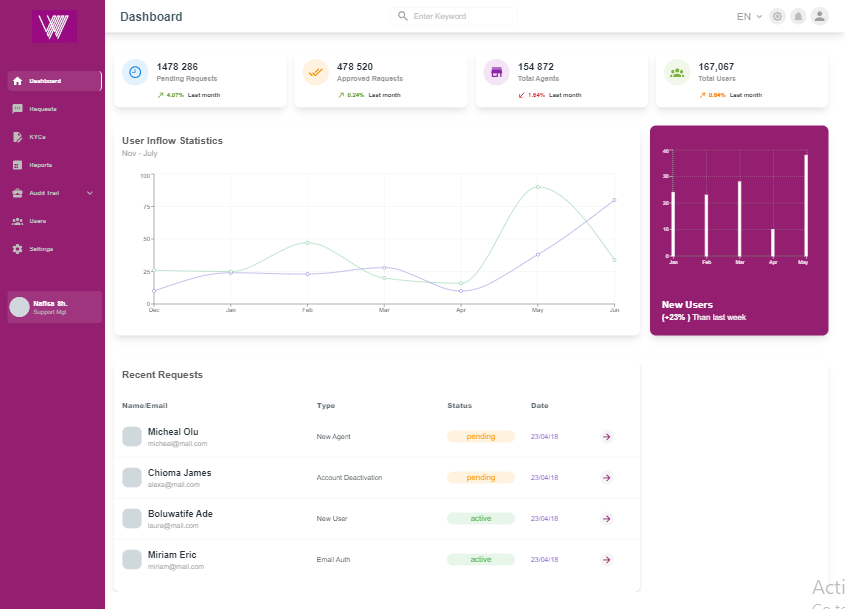 Dashboard
Enter Keyword
EN
Dashboard
Requests
KYCs
Reports
Audit Trail
Users
Settings
Nafisa Sh.
Support Mgt
1478 286
Pending Requests
4.07% Last month
478 520
Approved Requests
0.24% Last month
154 872
Total Agents
1.64% Last month
167,067
Total Users
0.64% Last month
User Inflow Statistics
Nov - July
100
75
50
25
0
Dec Jan Feb Mar Apr May Jun
40
30
20
10
0
Jan Feb Mar Apr May
New Users
(+23% ) Than last week
Recent Requests
Name/Email Type Status Date
Micheal Olu
micheal@mail.com
New Agent pending 23/04/18
Chioma James
alexa@mail.com
Account Deactivation pending 23/04/18
Boluwatife Ade
laure@mail.com
New User active 23/04/18
Miriam Eric
miriam@mail.com
Email Auth active 23/04/18
Acti